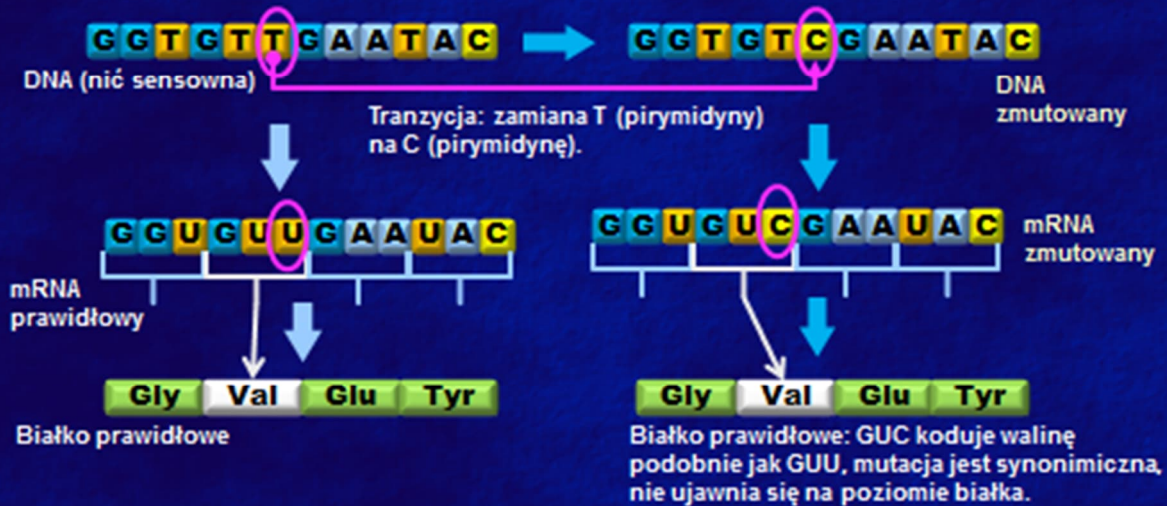 GGTGTTGAATAC
GGTGTCGAATAC
DNA (nić sensowna)
DNA
zmutowany
Tranzycja: zamiana T (pirymidyny)
na C (pirymidynę).
GGUGUUGAAUAC
GGUGUCGAAUAC
mRNA
zmutowany
mRNA
prawidłowy
Gly Val Glu Tyr
Gly Val Glu Tyr
Białko prawidłowe
Białko prawidłowe: GUC koduje walinę
podobnie jak GUU, mutacja jest synonimiczna,
nie ujawnia się na poziomie białka.